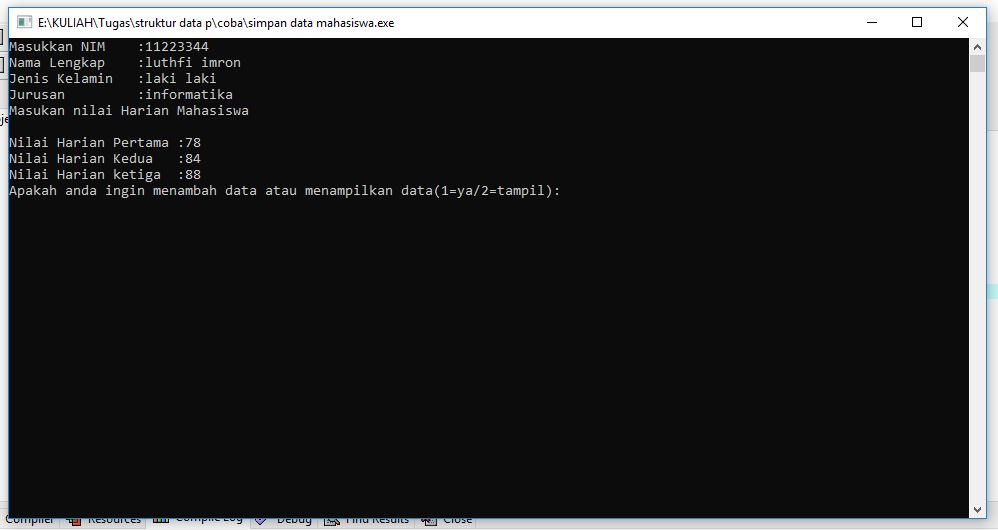 E:\KULIAH\Tugas\struktur data p\coba\simpan data mahasiswa.exe
Masukkan NIM    :11223344
Nama Lengkap    :luthfi imron
Jenis Kelamin   :laki laki
Jurusan         :informatika
Masukan nilai Harian Mahasiswa
Nilai Harian Pertama :78
Nilai Harian Kedua   :84
Nilai Harian ketiga  :88
Apakah anda ingin menambah data atau menampilkan data(1=ya/2=tampil):
Compiler Resources Compile Log Debug Find Results Close